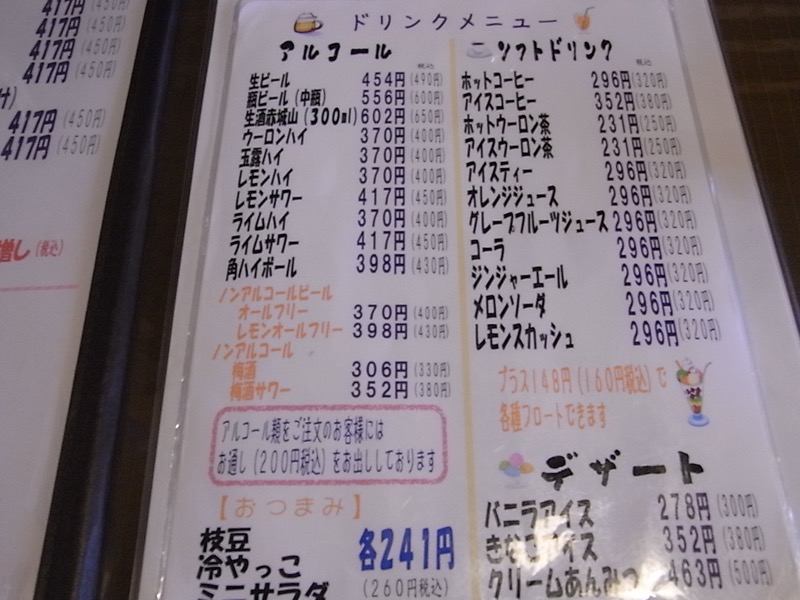 417円(450円)
417円(450円)
417円(450円)
417円(450円)
417円(450円)
417円(450円)
増し(税込)
ドリンクメニュー
アルコール
税込
生ビール 454円(490円)
瓶ビール(中瓶) 556円(600円)
生酒赤城山(300ml) 602円(650円)
ウーロンハイ 370円(400円)
玉露ハイ 370円(400円)
レモンハイ 370円(400円)
レモンサワー 417円(450円)
ライムハイ 370円(400円)
ライムサワー 417円(450円)
角ハイボール 398円(430円)
ノンアルコールビール
オールフリー 370円(400円)
レモンオールフリー 398円(430円)
ノンアルコール
梅酒 306円(330円)
梅酒サワー 352円(380円)
アルコール類をご注文のお客様には
お通し(200円税込)をお出ししております
【おつまみ】
枝豆
冷やっこ
ミニサラダ
各241円
(260円税込)
ソフトドリンク
税込
ホットコーヒー 296円(320円)
アイスコーヒー 352円(380円)
ホットウーロン茶 231円(250円)
アイスウーロン茶 231円(250円)
アイスティー 296円(320円)
オレンジジュース 296円(320円)
グレープフルーツジュース 296円(320円)
コーラ 296円(320円)
ジンジャーエール 296円(320円)
メロンソーダ 296円(320円)
レモンスカッシュ 296円(320円)
プラス148円(160円税込)で
各種フロートできます
デザート
バニラアイス 278円(300円)
きなこアイス 352円(380円)
クリームあんみつ 463円(500円)